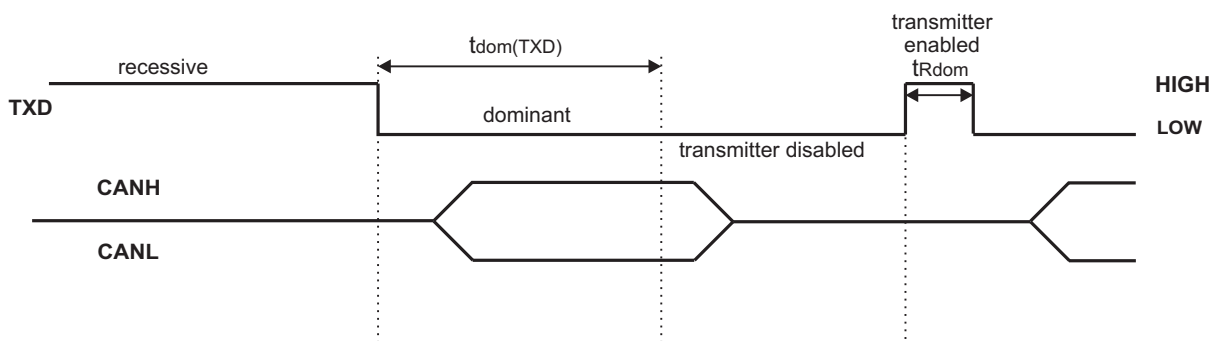 transmitter
enabled
tRdom
tdom(TXD)
recessive
HIGH
TXD
dominant
LOW
transmitter disabled
CANH
CANL